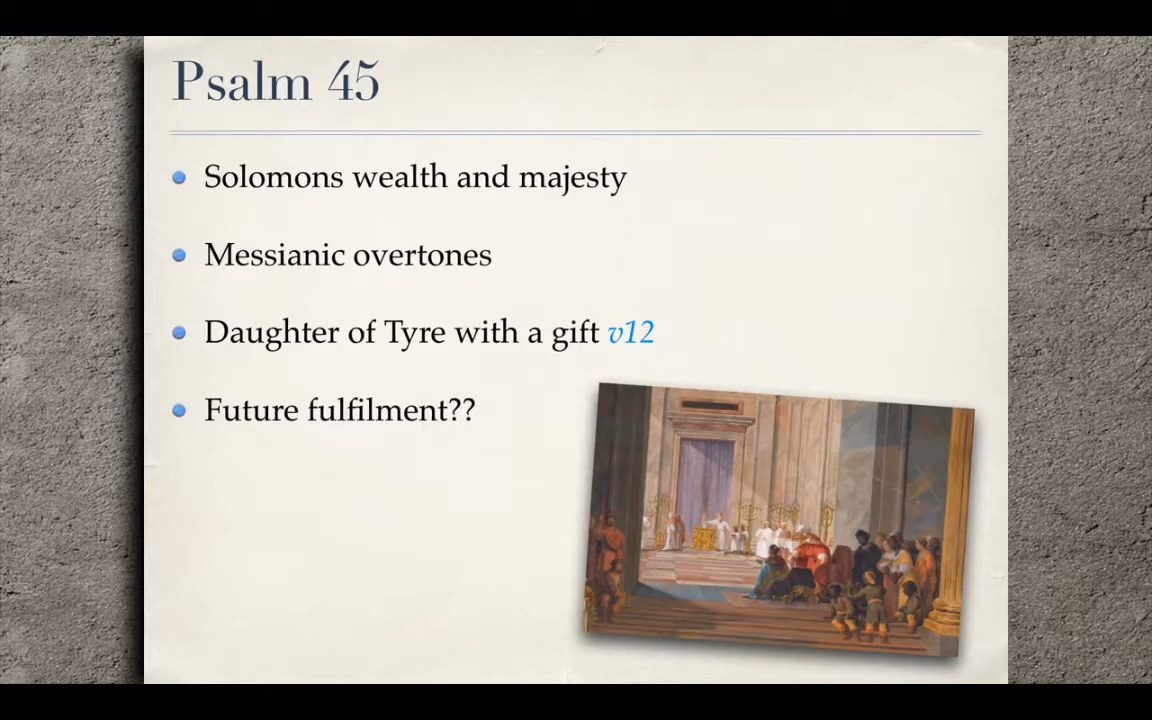 Psalm 45
Solomons wealth and majesty
Messianic overtones
Daughter of Tyre with a gift v12
Future fulfilment??